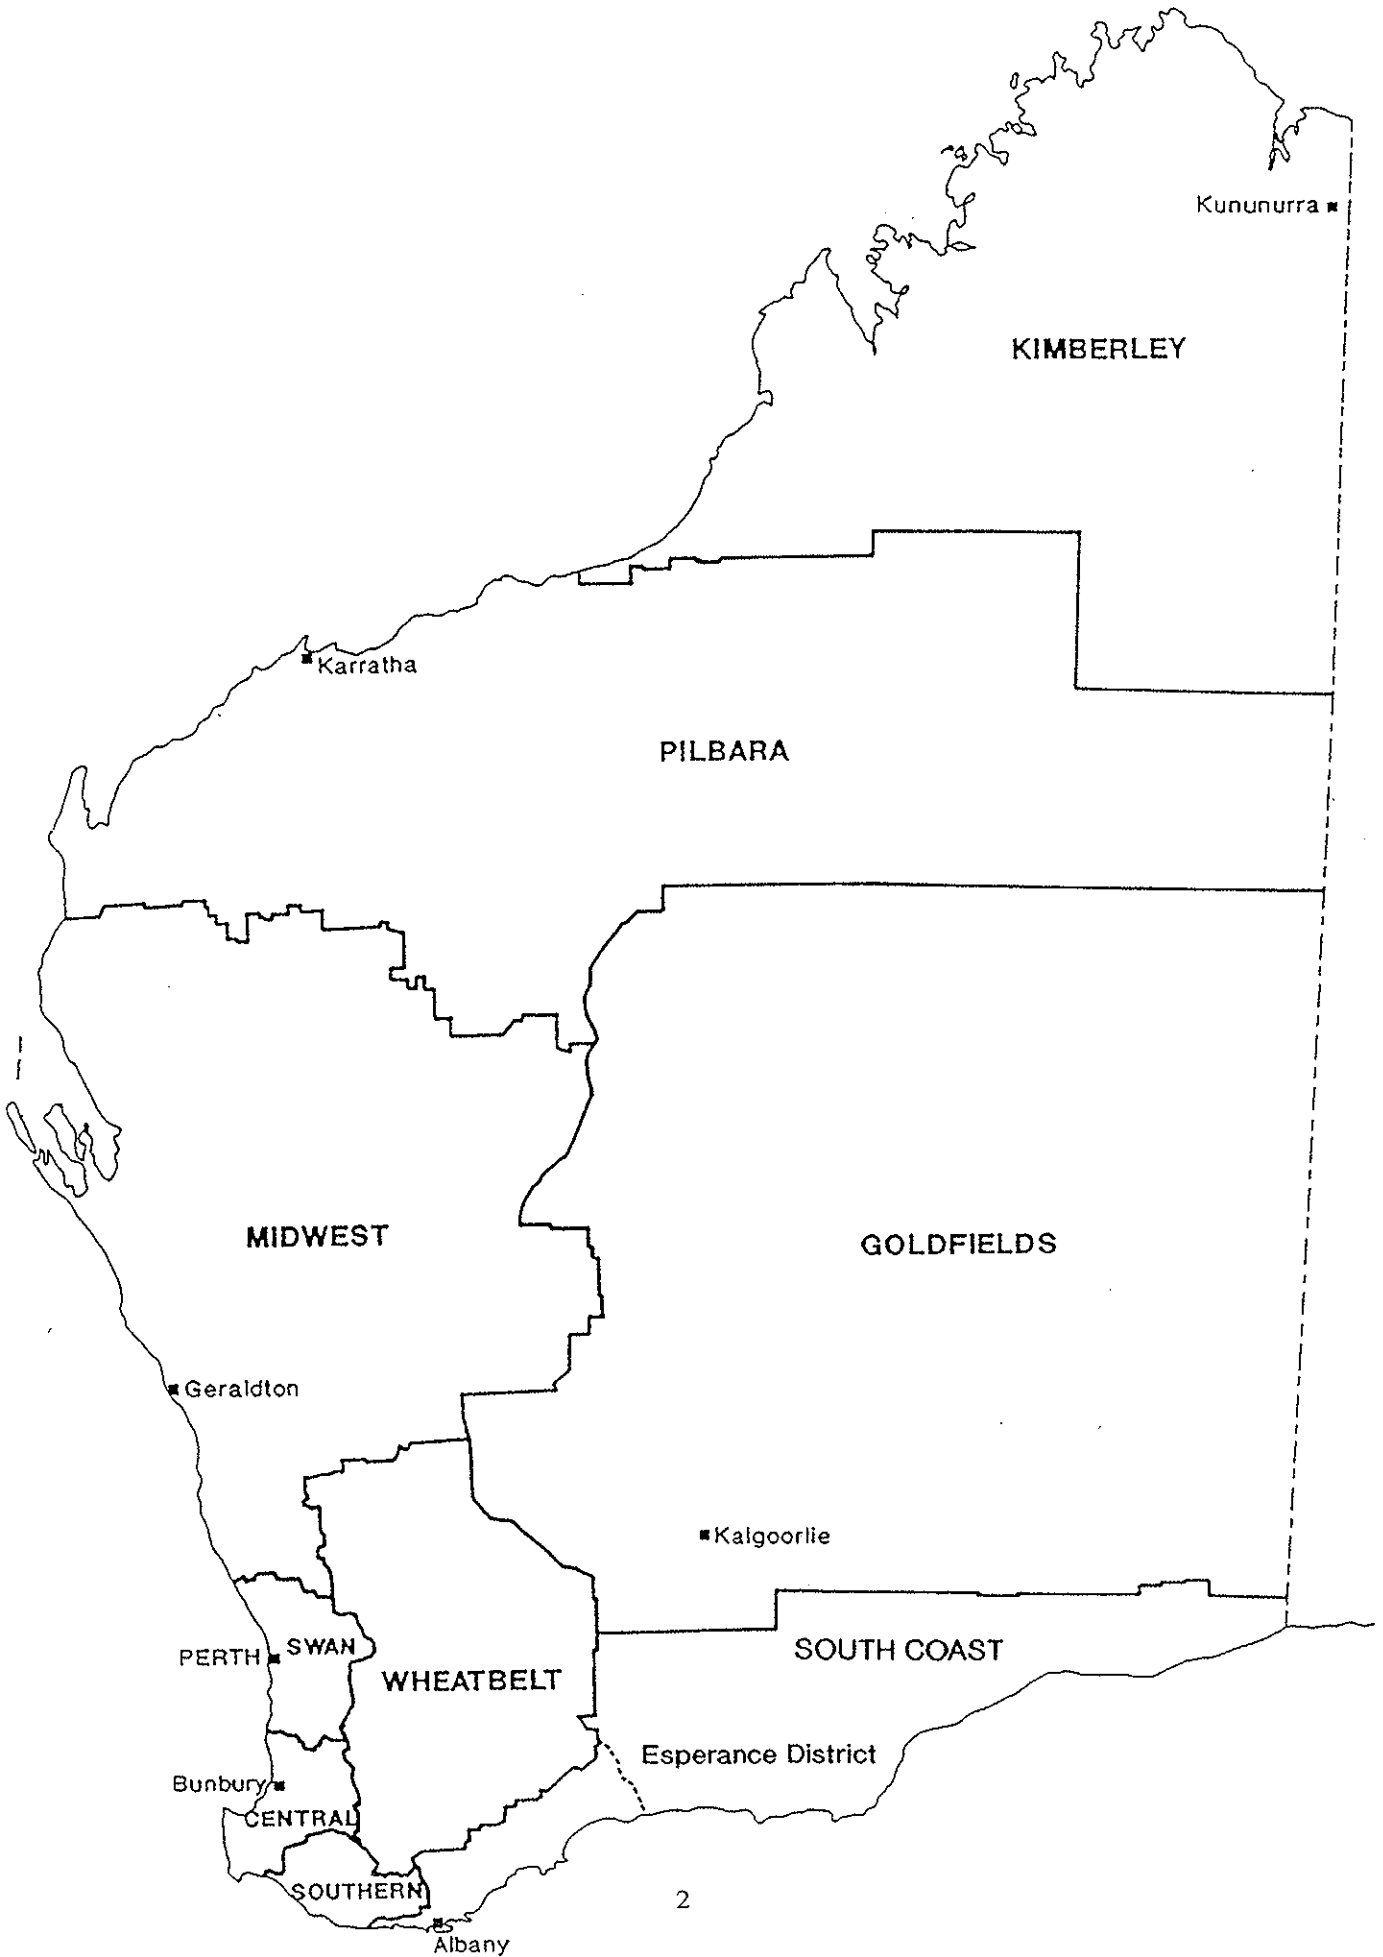 Kununurra
KIMBERLEY
Karratha
PILBARA
MIDWEST
GOLDFIELDS
Geraldton
Kalgoorlie
PERTH
SWAN
SOUTH COAST
WHEATBELT
Esperance District
Bunbury
CENTRAL
SOUTHERN
2
Albany